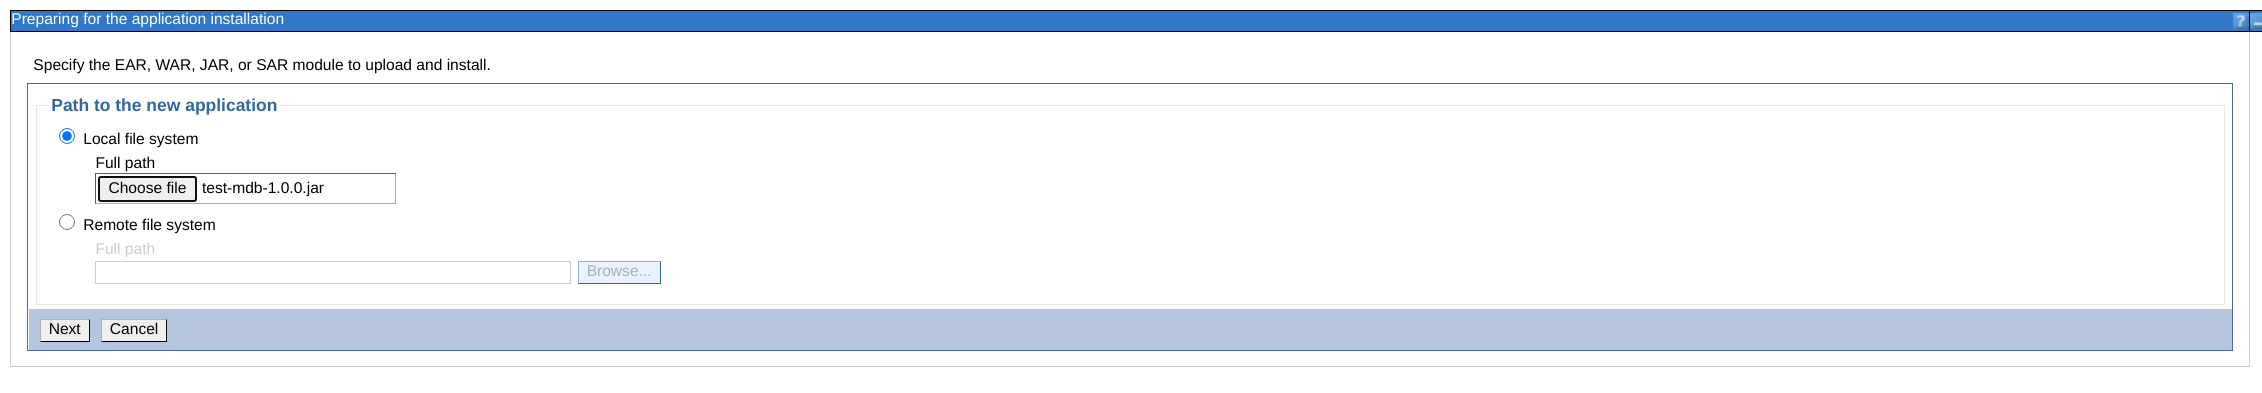 Preparing for the application installation
?
Specify the EAR, WAR, JAR, or SAR module to upload and install.
Path to the new application
Local file system
Full path
Choose file test-mdb-1.0.0.jar
Remote file system
Full path
Browse...
Next Cancel